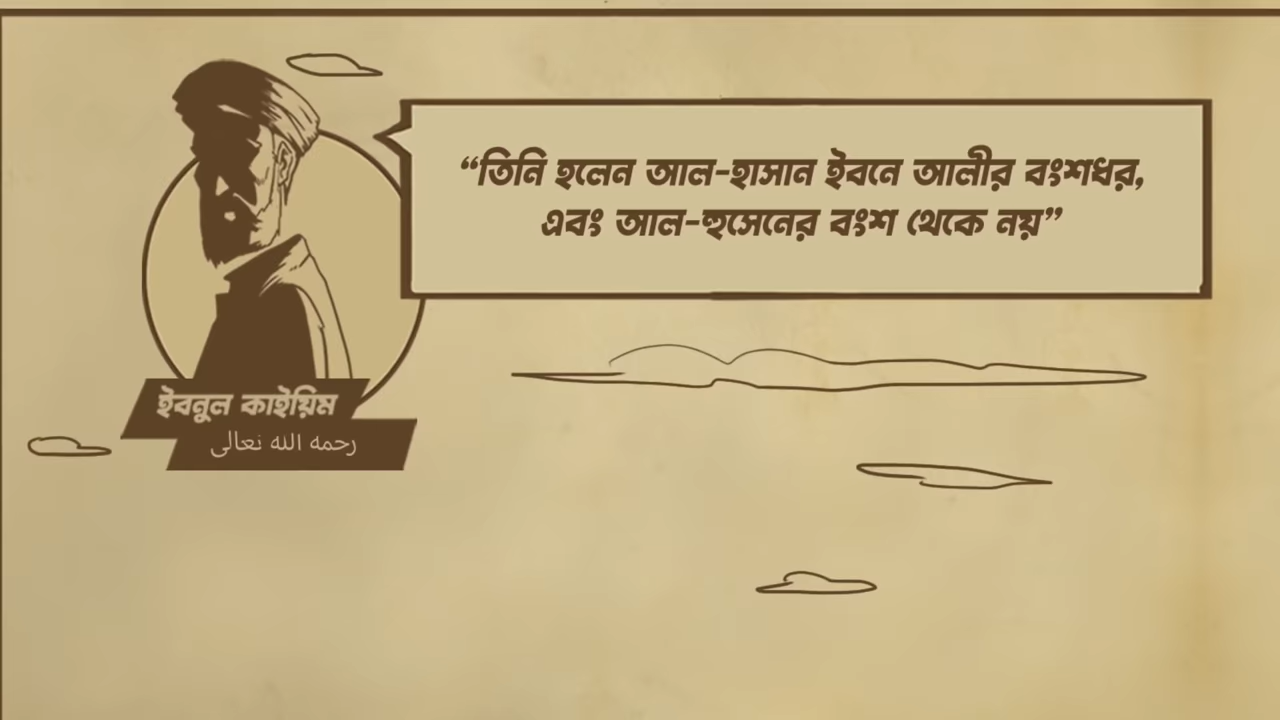 “তিনি হলেন আল-হাসান ইবনে আলীর বংশধর,
এবং আল-হুসেনের বংশ থেকে নয়”
ইবনুল কাইয়িম
رحمه الله تعالى